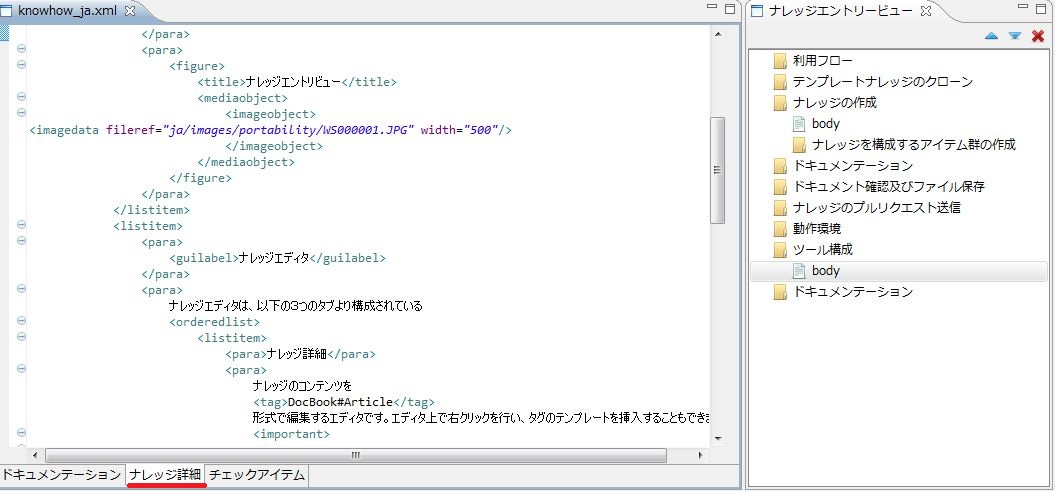 knowhow_ja.xml
</para>
<para>
<figure>
<title>ナレッジエントリビュー</title>
<mediaobject>
<imageobject>
<imagedata fileref="ja/images/portability/WS000001.JPG" width="500"/>
</imageobject>
</mediaobject>
</figure>
</para>
</listitem>
<listitem>
<para>
<guilabel>ナレッジエディタ</guilabel>
</para>
<para>
ナレッジエディタは、以下の3つのタブより構成されている
<orderedlist>
<listitem>
<para>ナレッジ詳細</para>
<para>
ナレッジのコンテンツを
<tag>DocBook#Article</tag>
形式で編集するエディタです。エディタ上で右クリックを行い、タグのテンプレートを挿入することもできま
<important>
ドキュメンテーション ナレッジ詳細 チェックアイテム
ナレッジエントリービュー
利用フロー
テンプレートナレッジのクローン
ナレッジの作成
body
ナレッジを構成するアイテム群の作成
ドキュメンテーション
ドキュメント確認及びファイル保存
ナレッジのプルリクエスト送信
動作環境
ツール構成
body
ドキュメンテーション